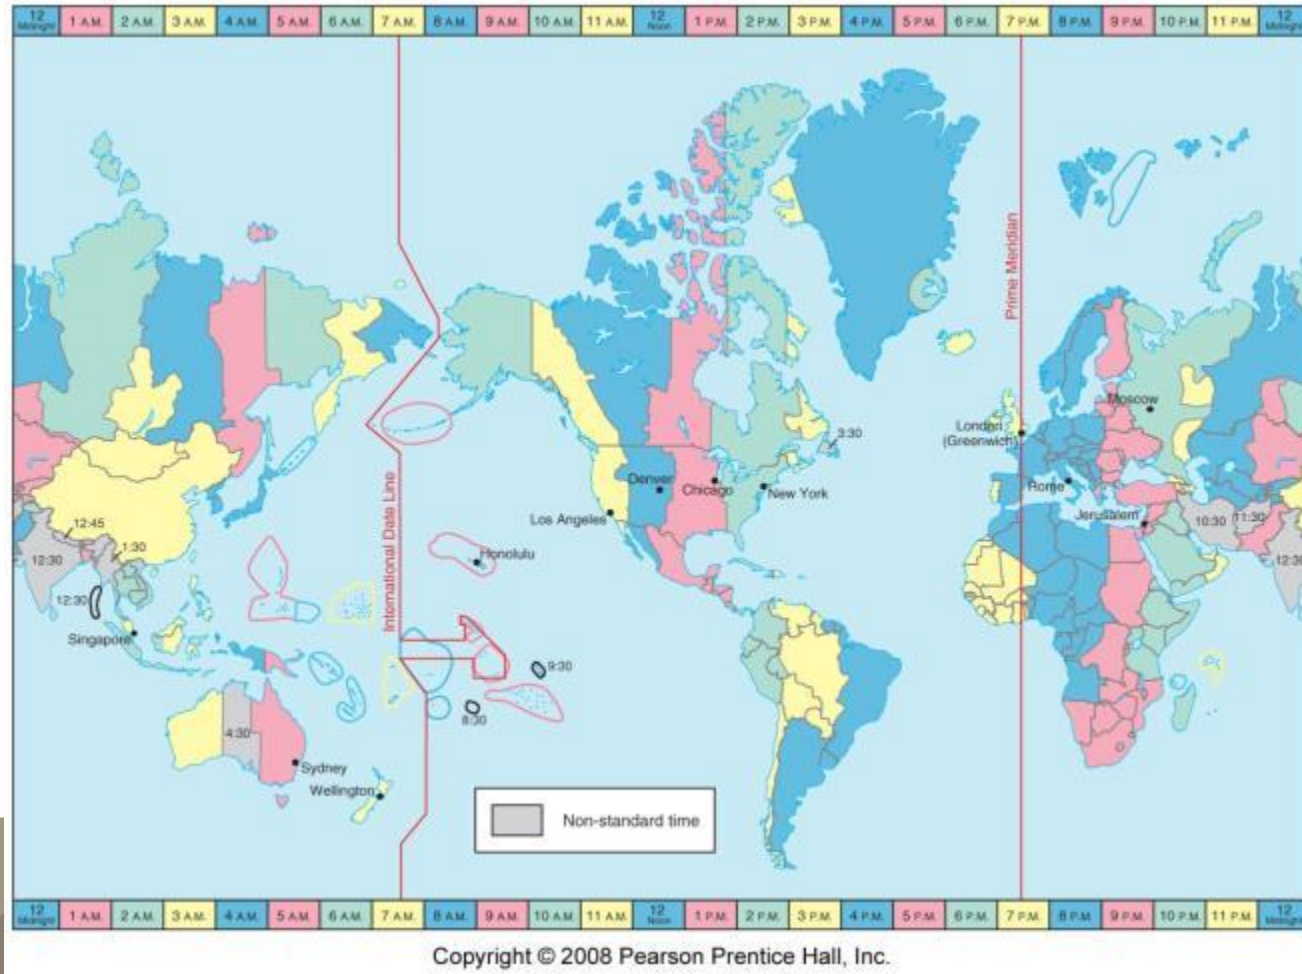 12 Midnight 1 A.M. 2 A.M. 3 A.M. 4 A.M. 5 A.M. 6 A.M. 7 A.M. 8 A.M. 9 A.M. 10 A.M. 11 A.M. 12 Noon 1 P.M. 2 P.M. 3 P.M. 4 P.M. 5 P.M. 6 P.M. 7 P.M. 8 P.M. 9 P.M. 10 P.M. 11 P.M. 12 Midnight
Prime Meridian
Moscow
London
(Greenwich)
3:30
Denver
Chicago
New York
Rome
Los Angeles
Jerusalem
International Date Line
10:30
11:30
12:45
1:30
12:30
Honolulu
12:30
12:30
Singapore
9:30
8:30
4:30
Sydney
Wellington
Non-standard time
12 Midnight 1 A.M. 2 A.M. 3 A.M. 4 A.M. 5 A.M. 6 A.M. 7 A.M. 8 A.M. 9 A.M. 10 A.M. 11 A.M. 12 Noon 1 P.M. 2 P.M. 3 P.M. 4 P.M. 5 P.M. 6 P.M. 7 P.M. 8 P.M. 9 P.M. 10 P.M. 11 P.M. 12 Midnight
Copyright © 2008 Pearson Prentice Hall, Inc.